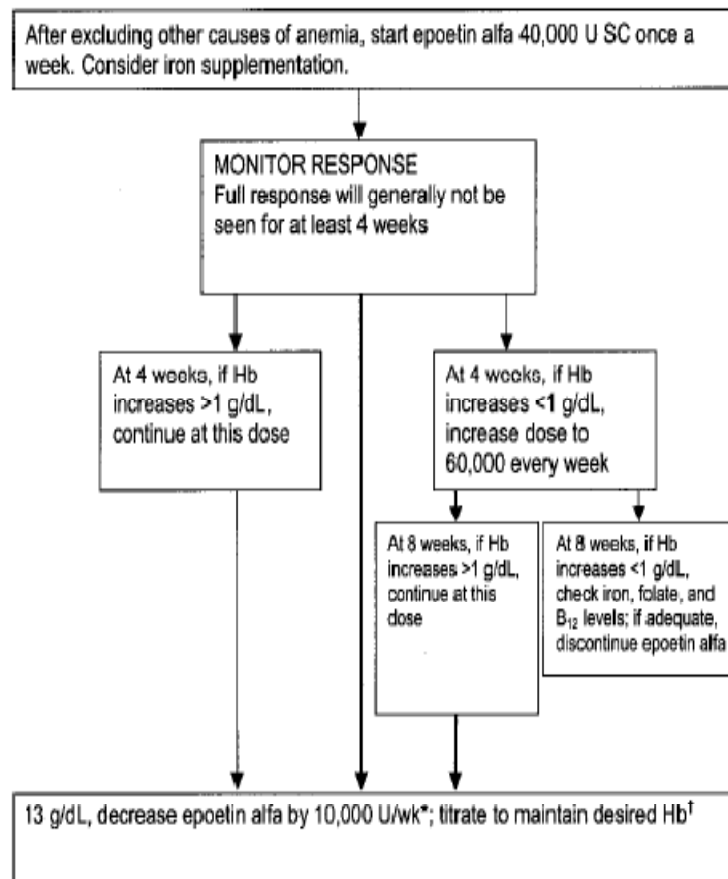 After excluding other causes of anemia, start epoetin alfa 40,000 U SC once a
week. Consider iron supplementation.
MONITOR RESPONSE
Full response will generally not be
seen for at least 4 weeks
At 4 weeks, if Hb
increases >1 g/dL,
continue at this dose
At 4 weeks, if Hb
increases <1 g/dL,
increase dose to
60,000 every week
At 8 weeks, if Hb
increases >1 g/dL,
continue at this
dose
At 8 weeks, if Hb
increases <1 g/dL,
check iron, folate, and
B₁₂ levels; if adequate,
discontinue epoetin alfa
13 g/dL, decrease epoetin alfa by 10,000 U/wk*; titrate to maintain desired Hb†